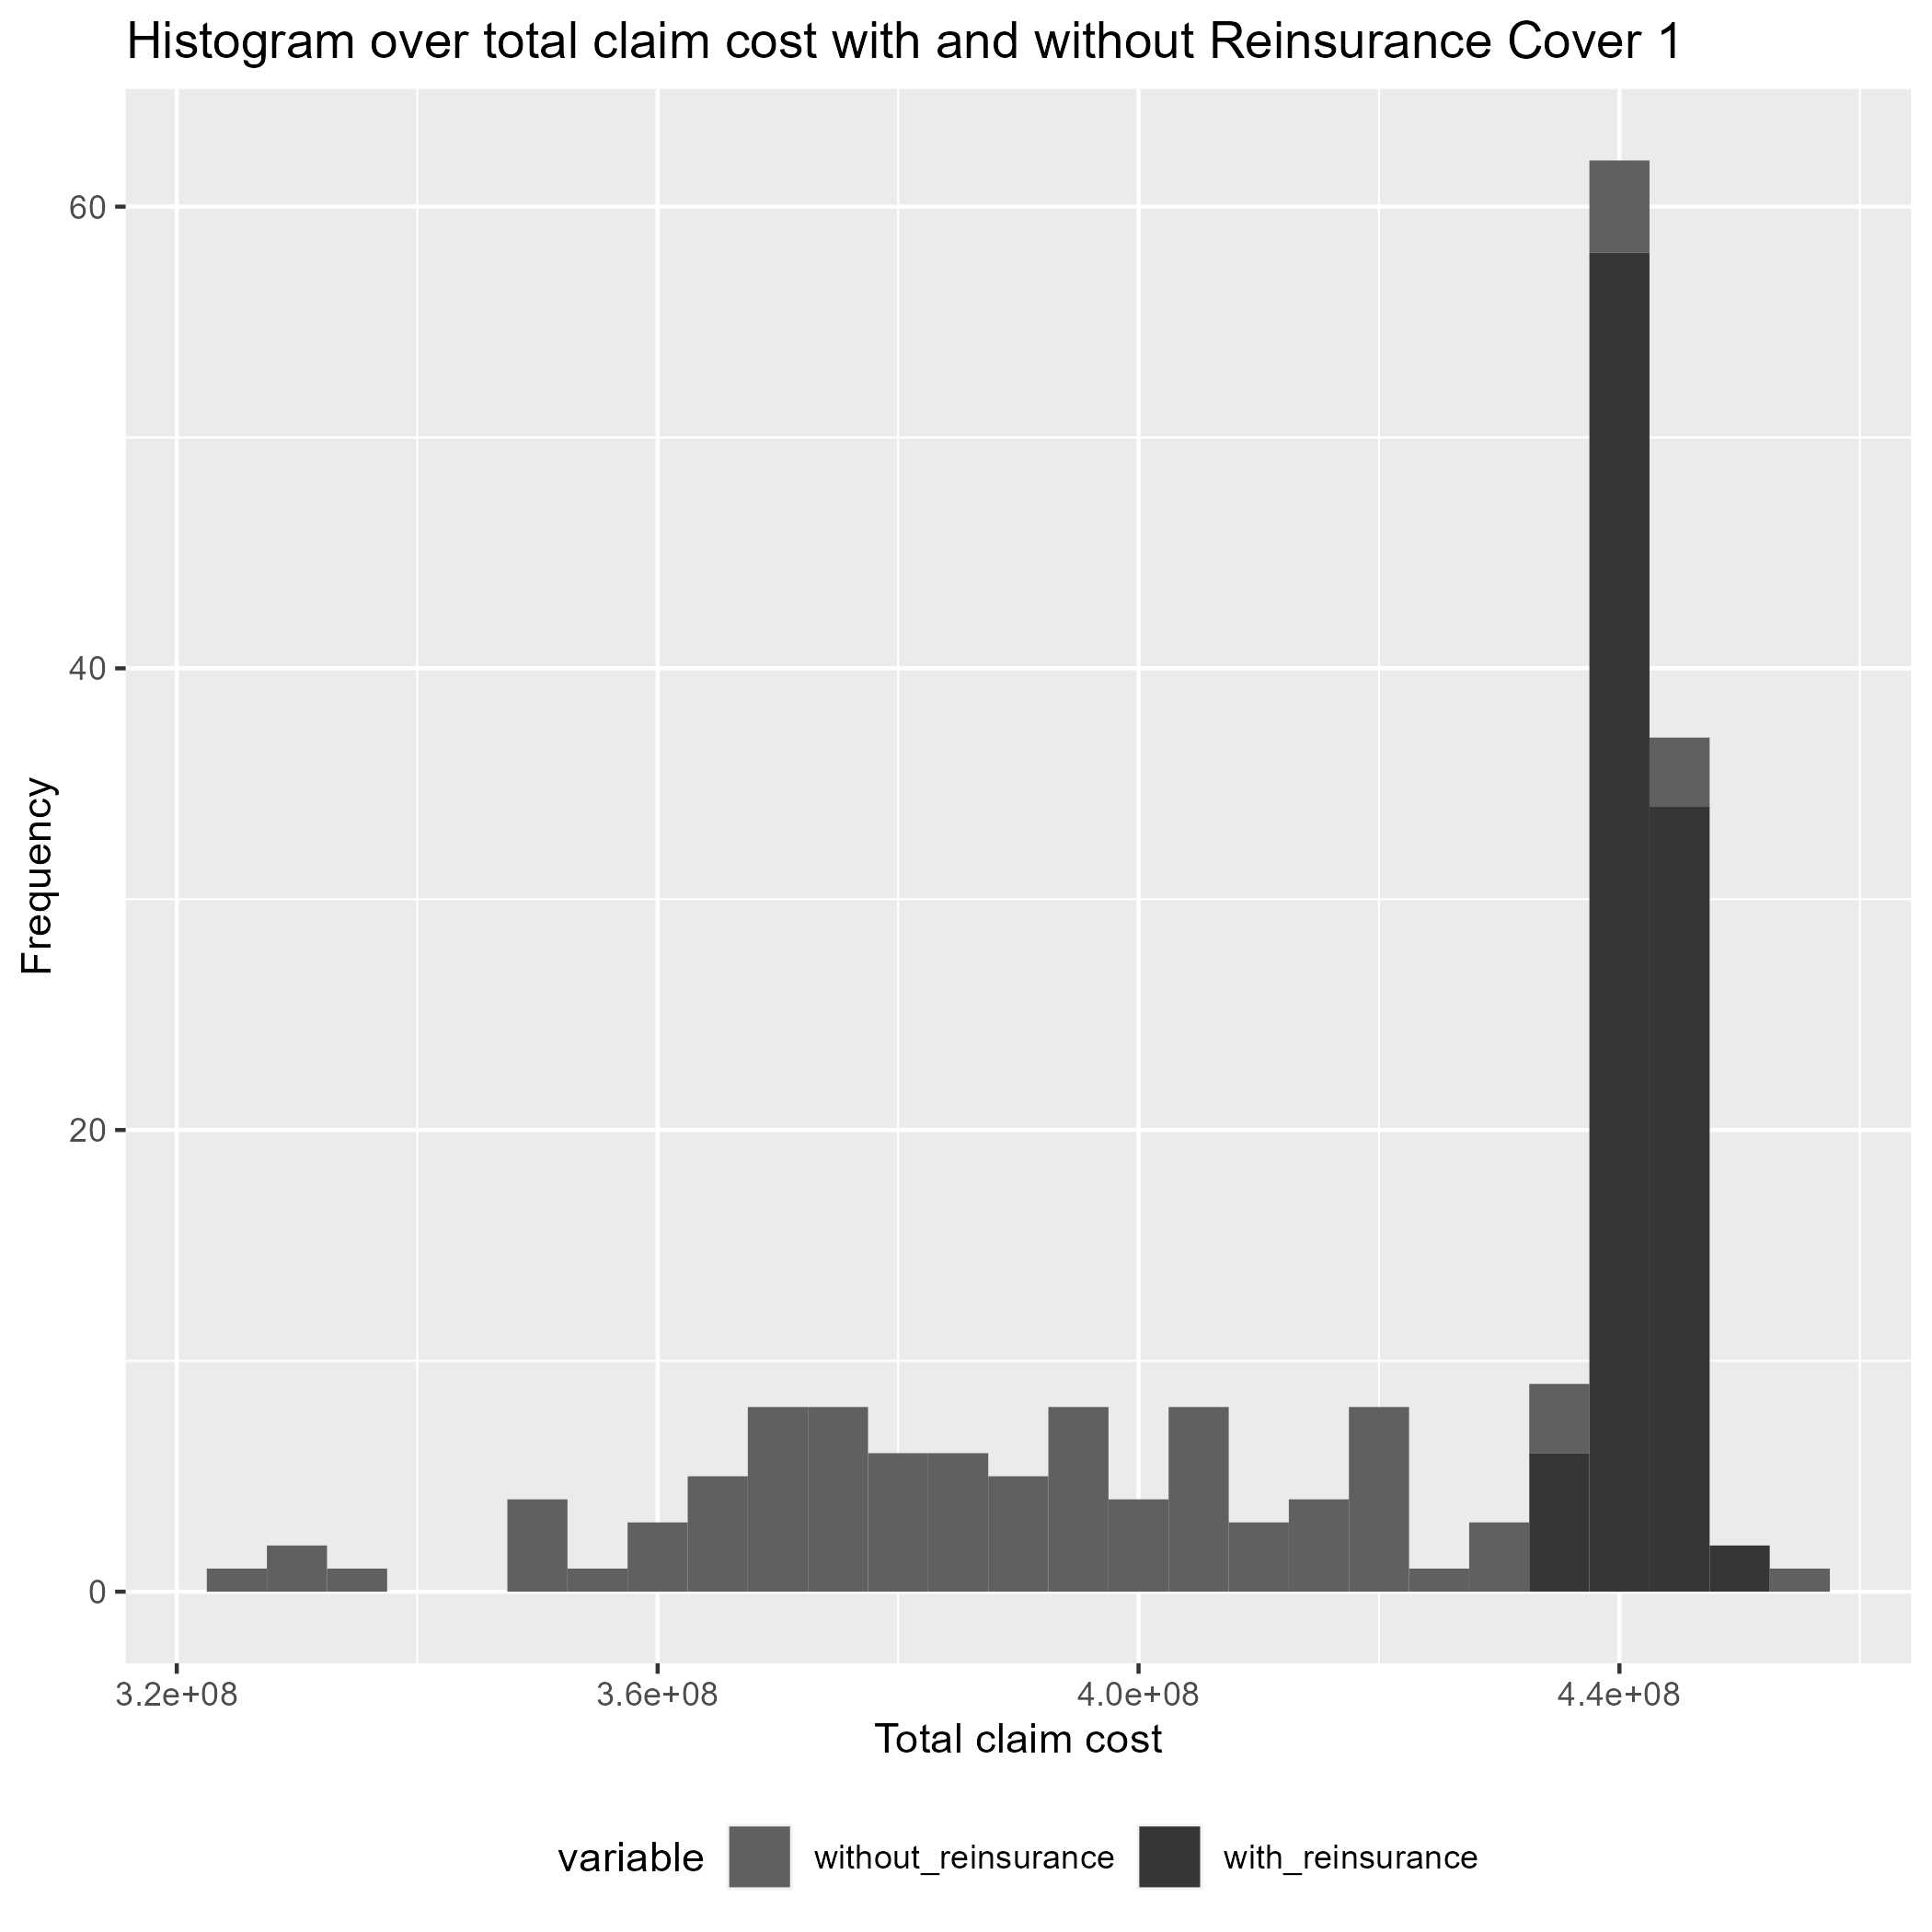 Histogram over total claim cost with and without Reinsurance Cover 1
Frequency
60
40
20
0
3.2e+08 3.6e+08 4.0e+08 4.4e+08
Total claim cost
variable without_reinsurance with_reinsurance